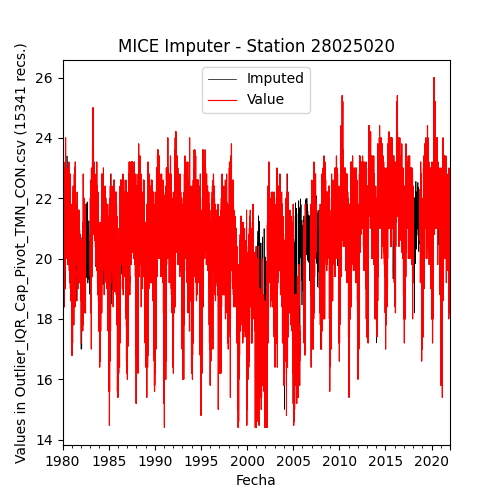 MICE Imputer - Station 28025020
Imputed
Value
Values in Outlier_IQR_Cap_Pivot_TMN_CON.csv (15341 recs.)
26
24
22
20
18
16
14
1980 1985 1990 1995 2000 2005 2010 2015 2020
Fecha